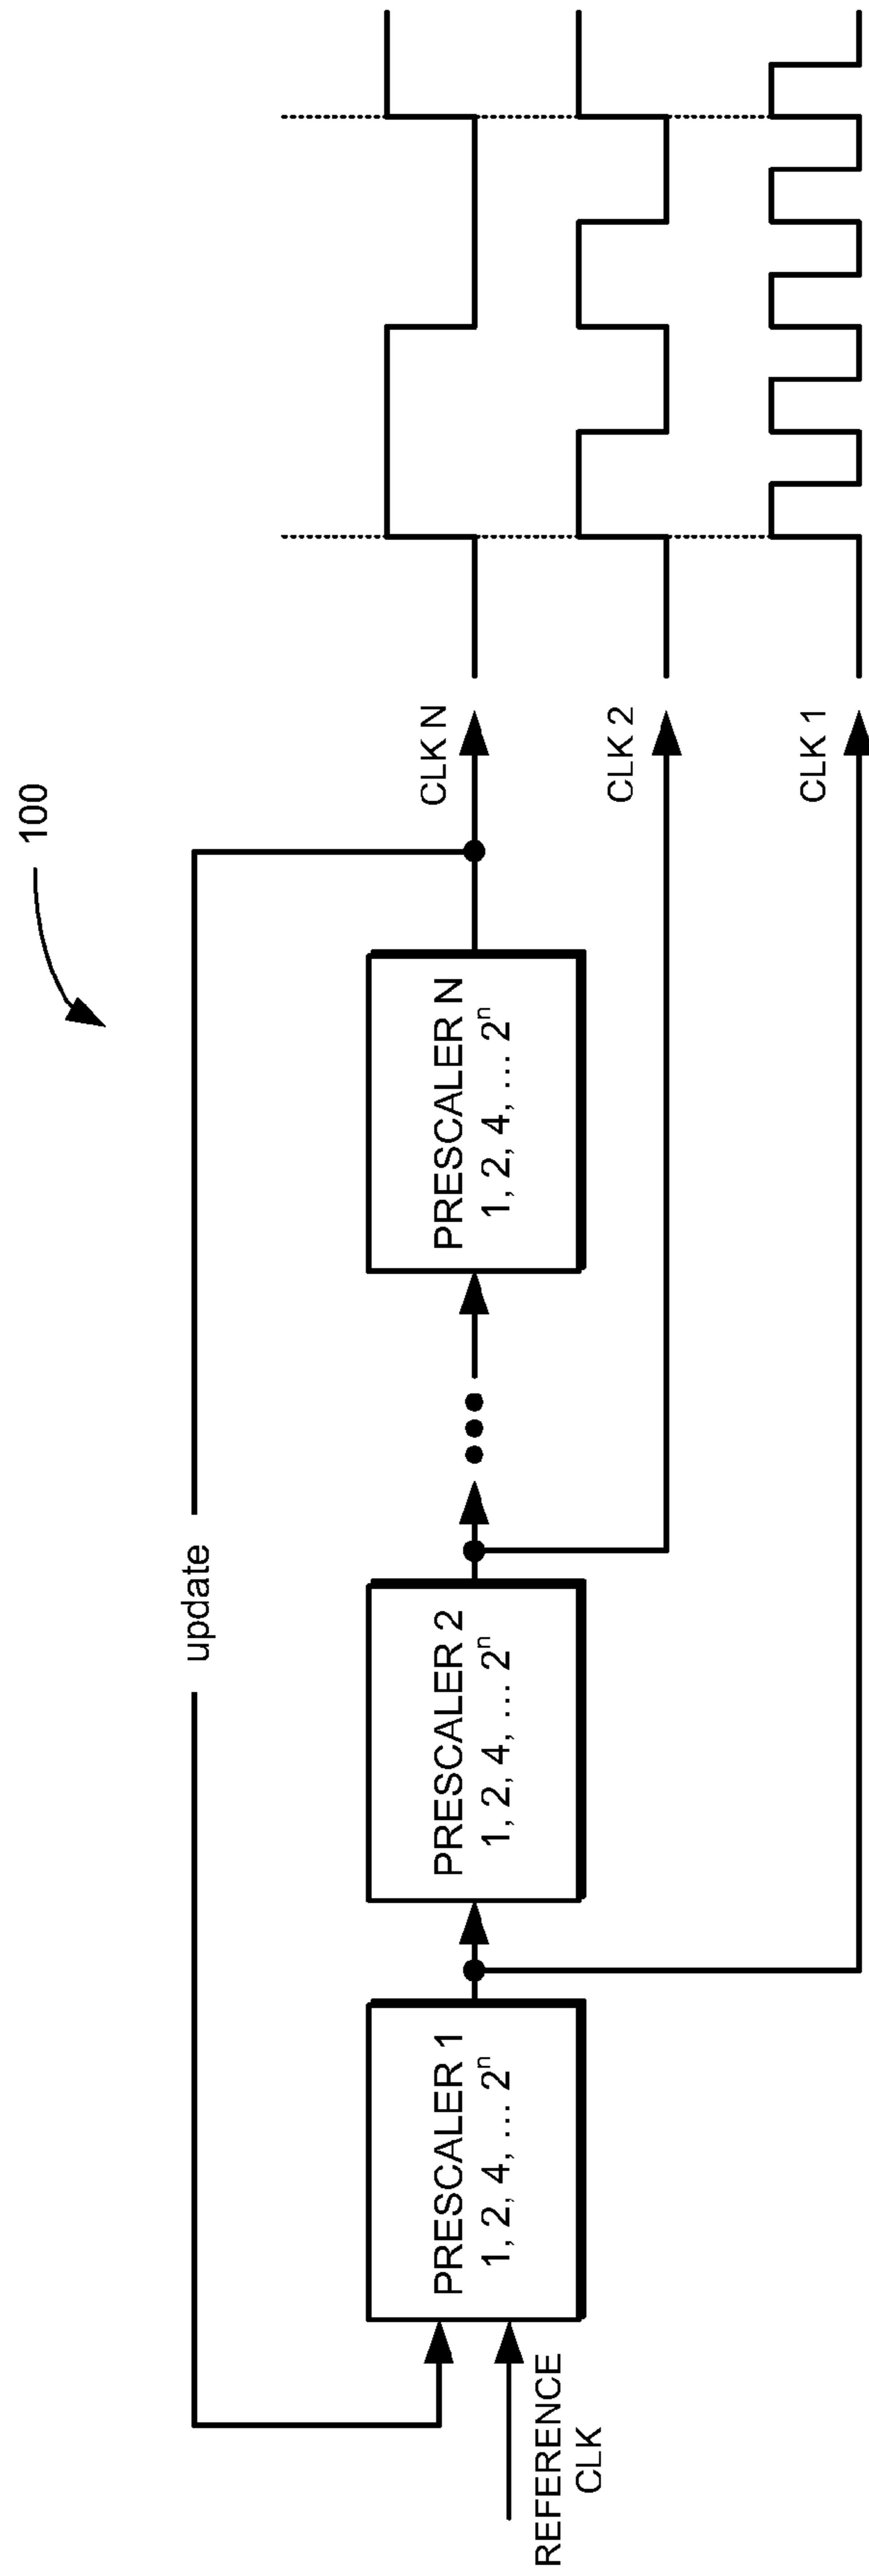 100
update
PRESCALER 1
1, 2, 4, … 2ⁿ
PRESCALER 2
1, 2, 4, … 2ⁿ
PRESCALER N
1, 2, 4, … 2ⁿ
REFERENCE
CLK
CLK N
CLK 2
CLK 1